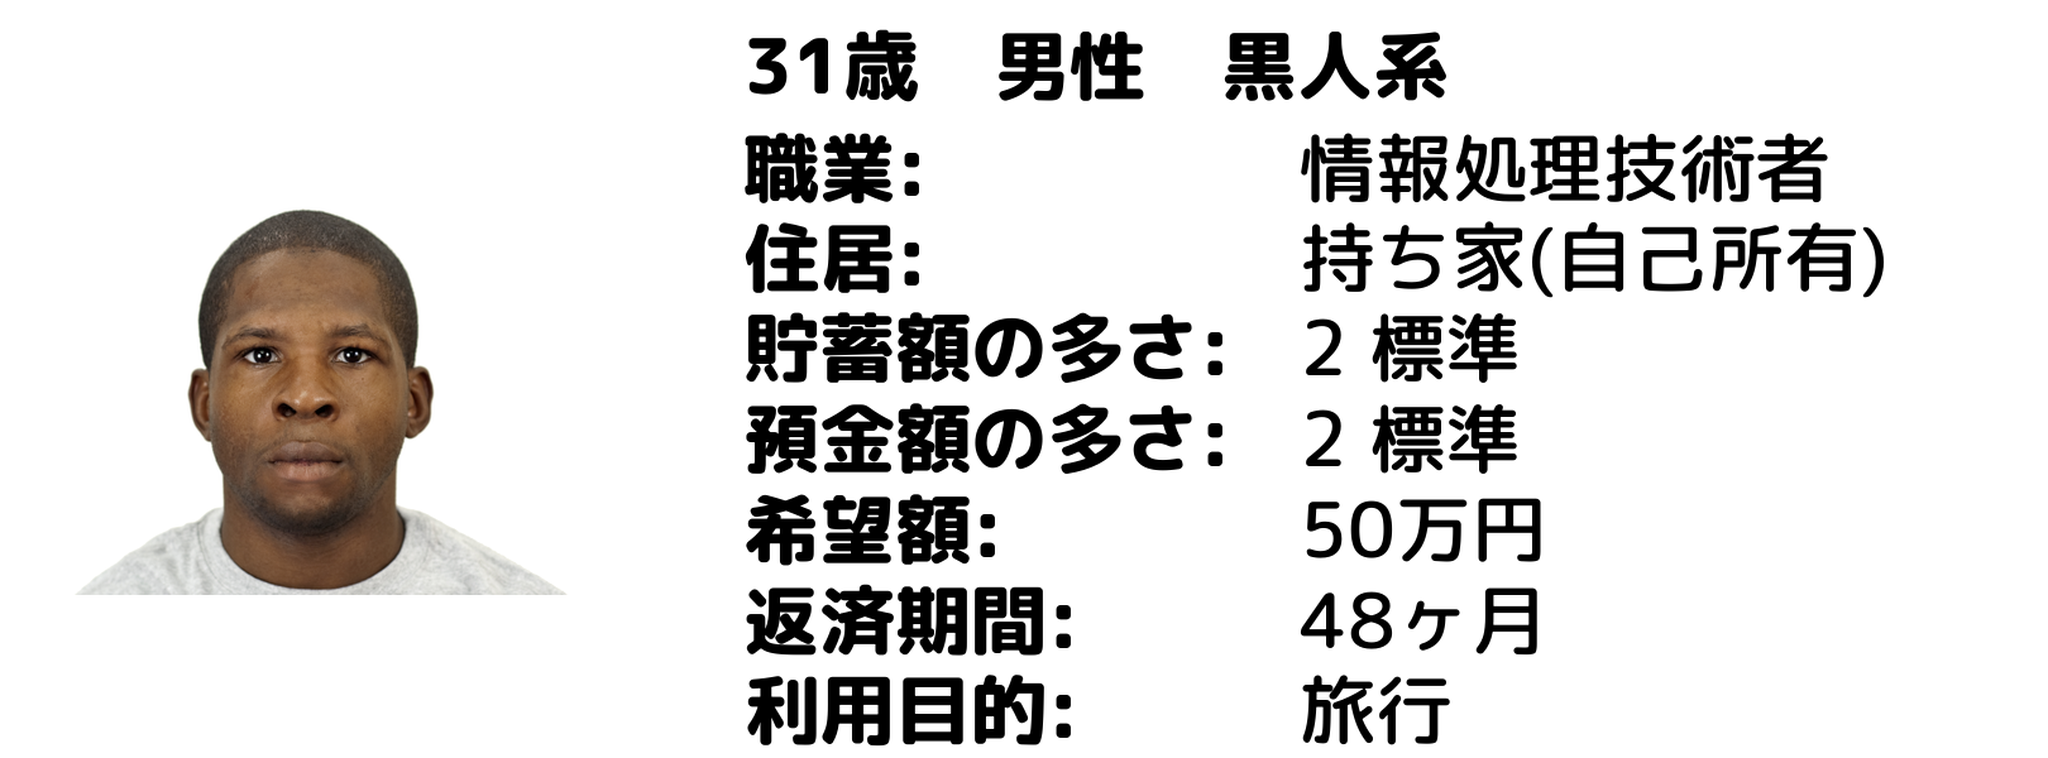 31歳　男性　黒人系
職業: 情報処理技術者
住居: 持ち家(自己所有)
貯蓄額の多さ: 2 標準
預金額の多さ: 2 標準
希望額: 50万円
返済期間: 48ヶ月
利用目的: 旅行